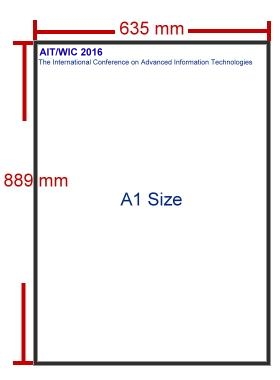 635 mm
AIT/WIC 2016
The International Conference on Advanced Information Technologies
889 mm
A1 Size